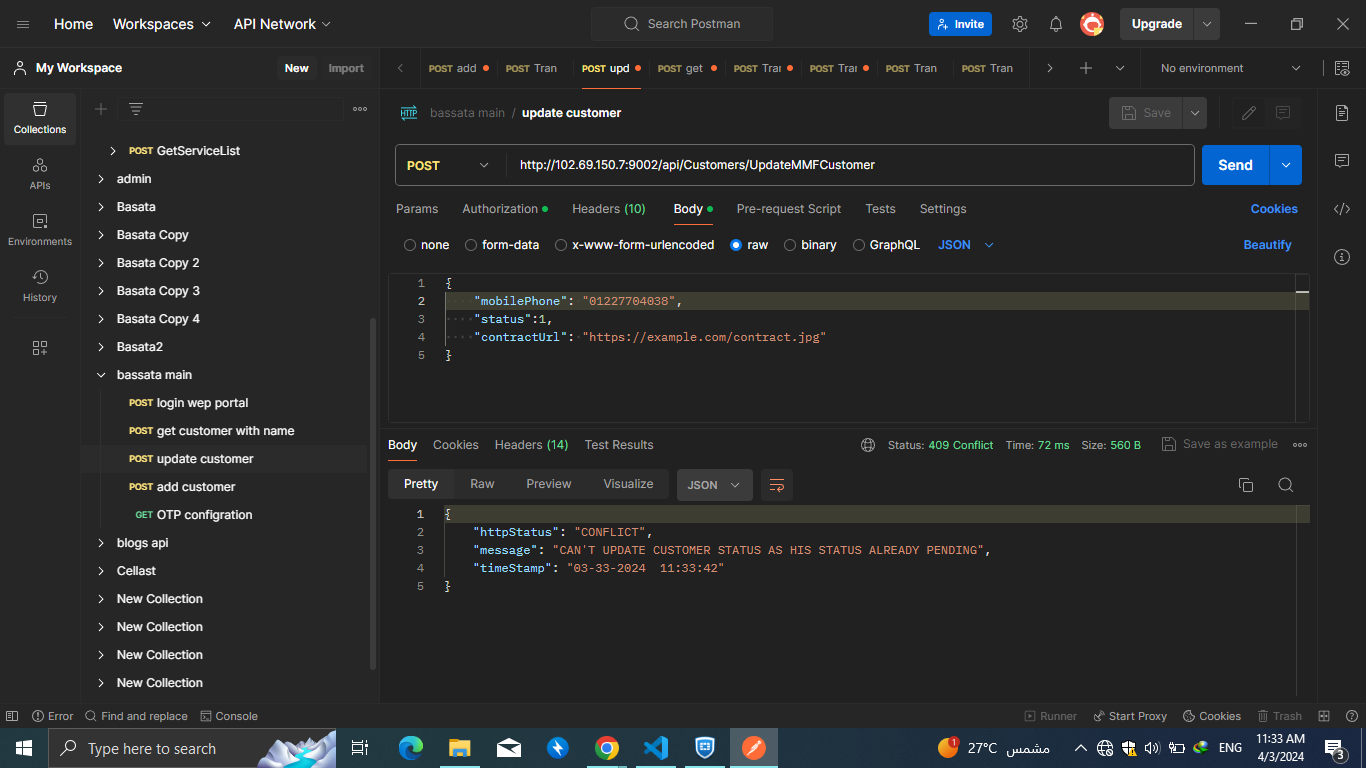 Home
Workspaces
API Network
Search Postman
Invite
Upgrade
My Workspace
New
Import
POST add
POST Tran
POST upd
POST get
POST Trar
POST Trar
POST Tran
POST Tran
No environment
Collections
APIs
Environments
History
POST GetServiceList
admin
Basata
Basata Copy
Basata Copy 2
Basata Copy 3
Basata Copy 4
Basata2
bassata main
POST login wep portal
POST get customer with name
POST update customer
POST add customer
GET OTP configration
blogs api
Cellast
New Collection
New Collection
New Collection
New Collection
HTTP bassata main / update customer
Save
POST http://102.69.150.7:9002/api/Customers/UpdateMMFCustomer
Send
Params Authorization Headers (10) Body Pre-request Script Tests Settings Cookies
none form-data x-www-form-urlencoded raw binary GraphQL JSON Beautify
1 {
2 "mobilePhone": "01227704038",
3 "status":1,
4 "contractUrl": "https://example.com/contract.jpg"
5 }
Body Cookies Headers (14) Test Results Status: 409 Conflict Time: 72 ms Size: 560 B Save as example
Pretty Raw Preview Visualize JSON
1 {
2 "httpStatus": "CONFLICT",
3 "message": "CAN'T UPDATE CUSTOMER STATUS AS HIS STATUS ALREADY PENDING",
4 "timeStamp": "03-33-2024 11:33:42"
5 }
Error Find and replace Console Runner Start Proxy Cookies Trash
Type here to search
1
27°C مشمس
ENG
11:33 AM
4/3/2024
3